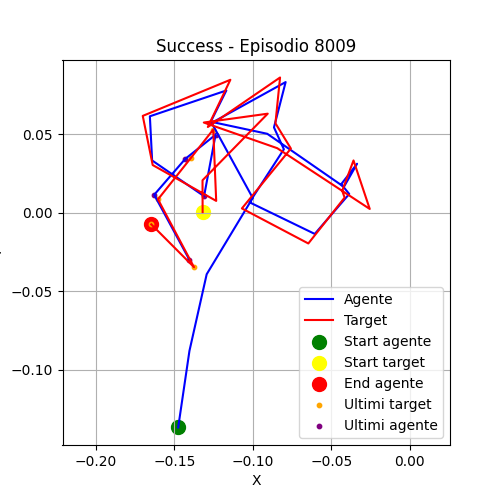 Success - Episodio 8009
0.05
0.00
−0.05
−0.10
−0.20
−0.15
−0.10
−0.05
0.00
X
Agente
Target
Start agente
Start target
End agente
Ultimi target
Ultimi agente